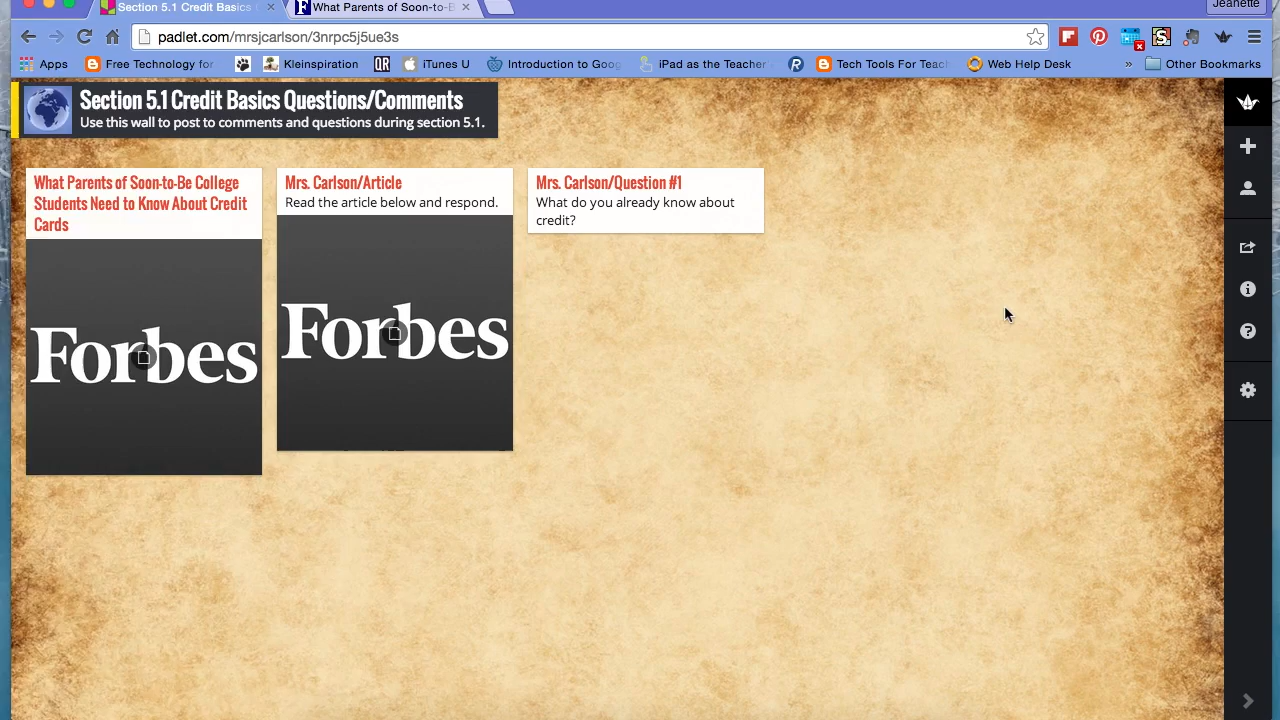 Jeanette
Section 5.1 Credit Basics
What Parents of Soon-to-B
padlet.com/mrsjcarlson/3nrpc5j5ue3s
Apps Free Technology for Kleinspiration QR iTunes U Introduction to Goog iPad as the Teacher R Tech Tools For Teac Web Help Desk » Other Bookmarks
Section 5.1 Credit Basics Questions/Comments
Use this wall to post to comments and questions during section 5.1.
What Parents of Soon-to-Be College
Students Need to Know About Credit
Cards
Forbes
Mrs. Carlson/Article
Read the article below and respond.
Forbes
Mrs. Carlson/Question #1
What do you already know about
credit?